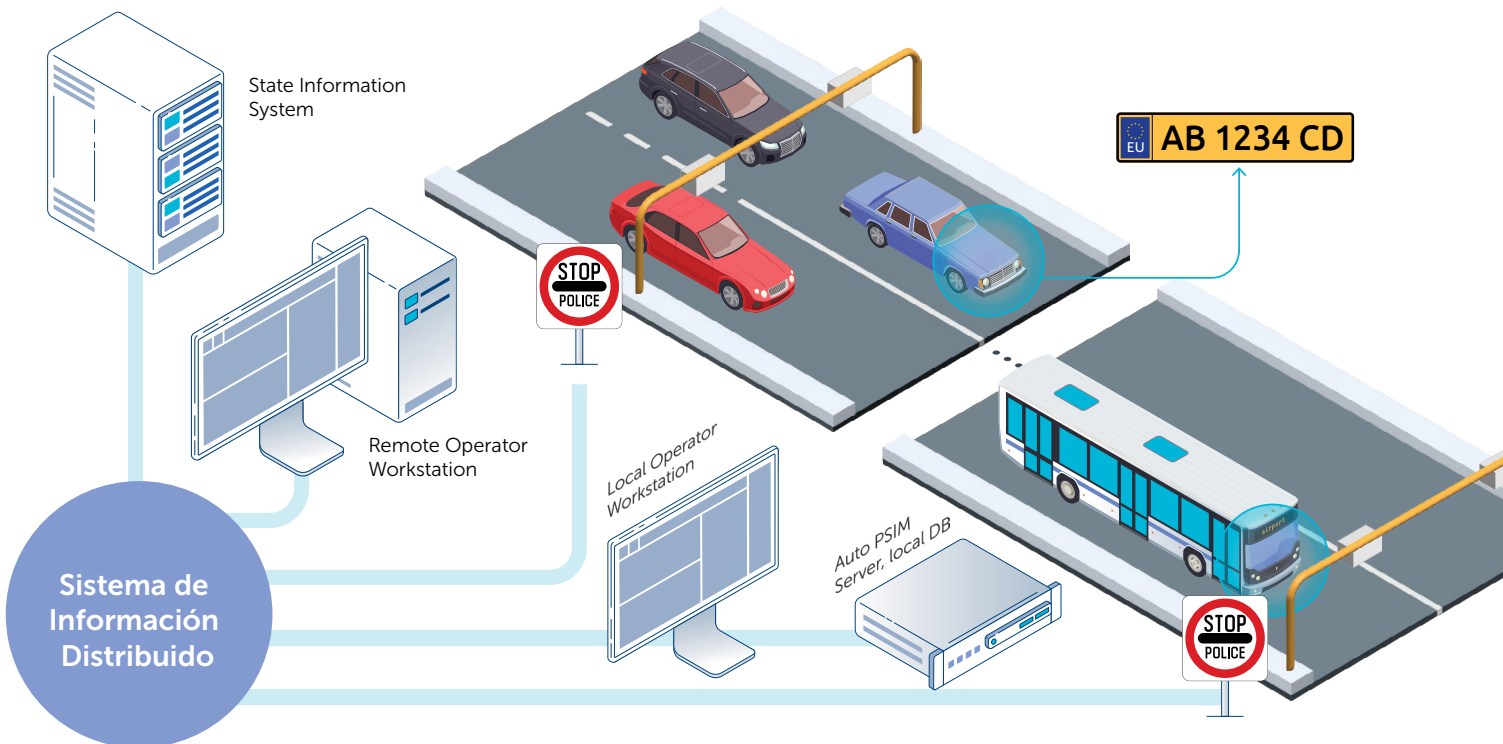 State Information
System
EU
AB 1234 CD
STOP
POLICE
Remote Operator
Workstation
Local Operator
Workstation
Auto PSIM
Server, local DB
airport
Sistema de
Información
Distribuido
STOP
POLICE